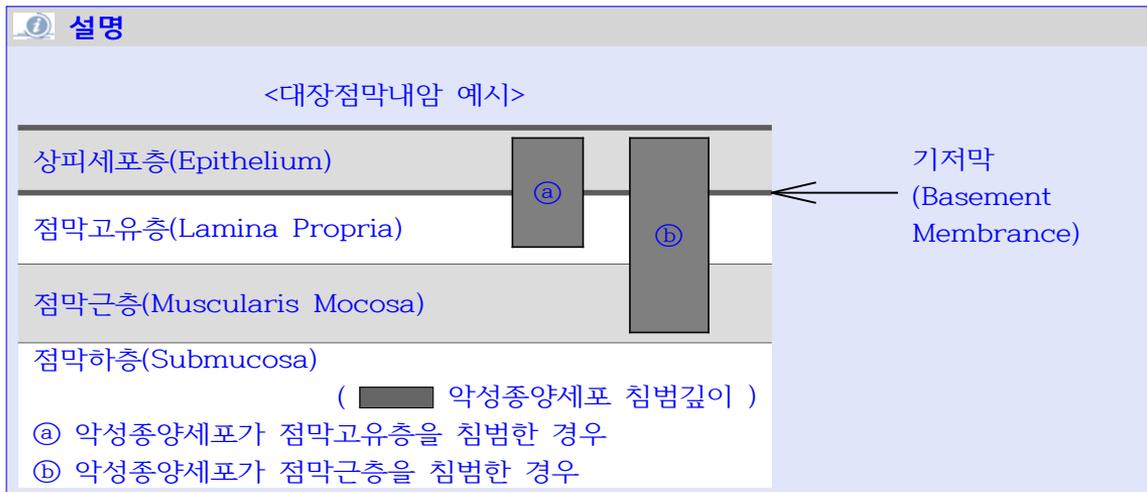 설명
<대장점막내암 예시>
상피세포층(Epithelium)
ⓐ
기저막
(Basement
Membrance)
점막고유층(Lamina Propria)
ⓑ
점막근층(Muscularis Mocosa)
점막하층(Submucosa)
( 악성종양세포 침범깊이 )
ⓐ 악성종양세포가 점막고유층을 침범한 경우
ⓑ 악성종양세포가 점막근층을 침범한 경우